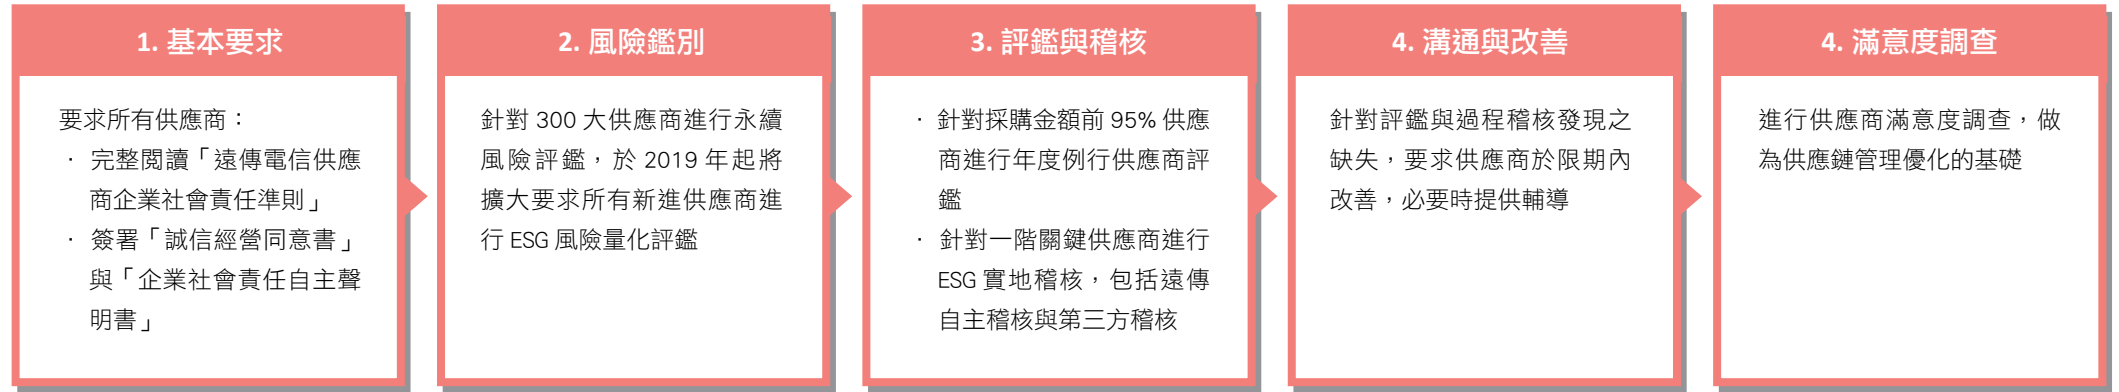 1. 基本要求
要求所有供應商：
· 完整閱讀「遠傳電信供應
商企業社會責任準則」
· 簽署「誠信經營同意書」
與「企業社會責任自主聲
明書」
2. 風險鑑別
針對 300 大供應商進行永續
風險評鑑，於 2019 年起將
擴大要求所有新進供應商進
行 ESG 風險量化評鑑
3. 評鑑與稽核
· 針對採購金額前 95% 供應
商進行年度例行供應商評
鑑
· 針對一階關鍵供應商進行
ESG 實地稽核，包括遠傳
自主稽核與第三方稽核
4. 溝通與改善
針對評鑑與過程稽核發現之
缺失，要求供應商於限期內
改善，必要時提供輔導
4. 滿意度調查
進行供應商滿意度調查，做
為供應鏈管理優化的基礎